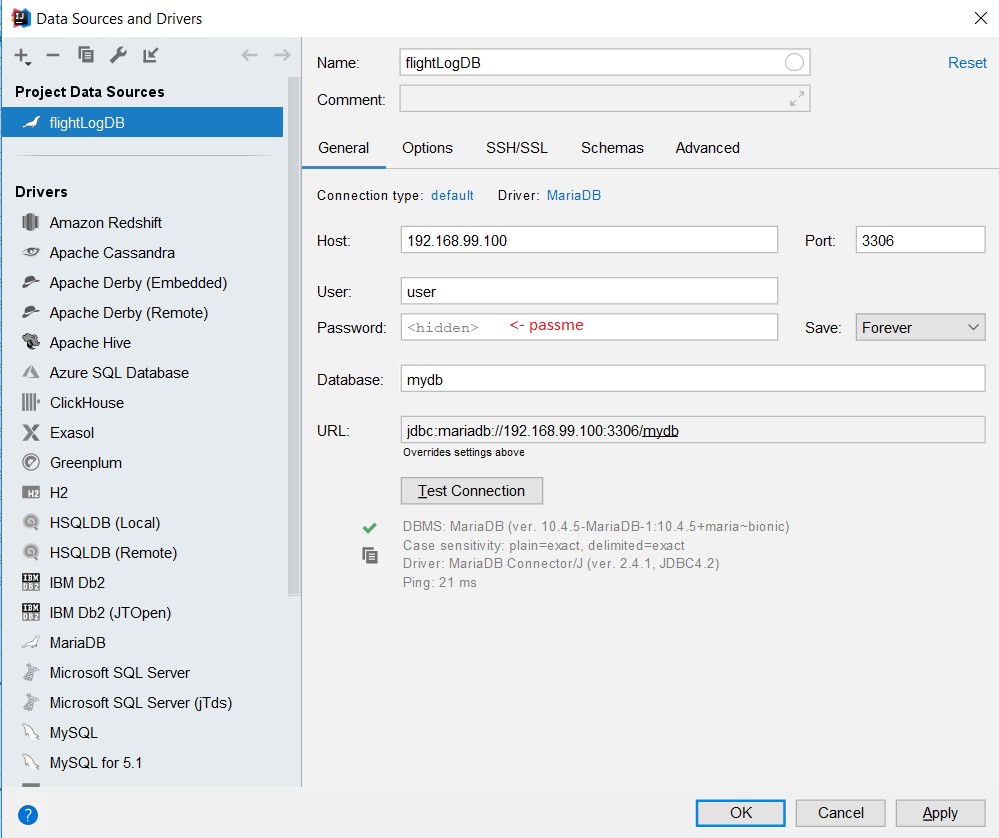 Data Sources and Drivers
Project Data Sources
flightLogDB
Drivers
Amazon Redshift
Apache Cassandra
Apache Derby (Embedded)
Apache Derby (Remote)
Apache Hive
Azure SQL Database
ClickHouse
Exasol
Greenplum
H2
HSQLDB (Local)
HSQLDB (Remote)
IBM Db2
IBM Db2 (JTOpen)
MariaDB
Microsoft SQL Server
Microsoft SQL Server (jTds)
MySQL
MySQL for 5.1
Name: flightLogDB Reset
Comment:
General Options SSH/SSL Schemas Advanced
Connection type: default Driver: MariaDB
Host: 192.168.99.100 Port: 3306
User: user
Password: <hidden> <- passme Save: Forever
Database: mydb
URL: jdbc:mariadb://192.168.99.100:3306/mydb
Overrides settings above
Test Connection
DBMS: MariaDB (ver. 10.4.5-MariaDB-1:10.4.5+maria~bionic)
Case sensitivity: plain=exact, delimited=exact
Driver: MariaDB Connector/J (ver. 2.4.1, JDBC4.2)
Ping: 21 ms
? OK Cancel Apply